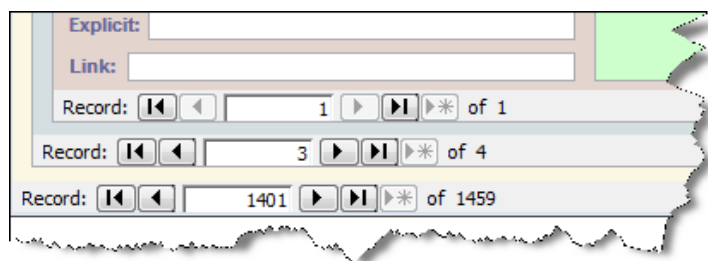 Explicit:
Link:
Record: 1 of 1
Record: 3 of 4
Record: 1401 of 1459